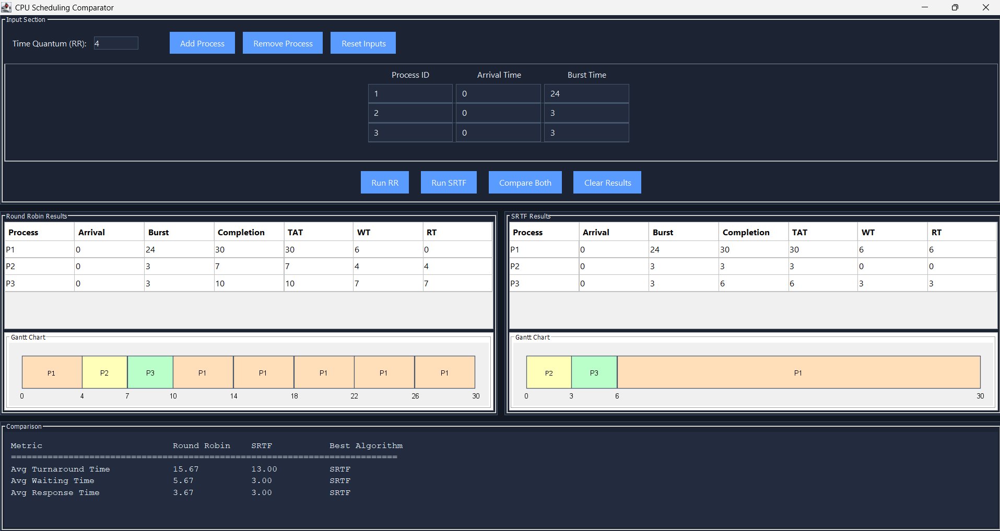 CPU Scheduling Comparator
Input Section
Time Quantum (RR): 4 Add Process Remove Process Reset Inputs
Process ID Arrival Time Burst Time
1 0 24
2 0 3
3 0 3
Run RR Run SRTF Compare Both Clear Results
Round Robin Results
Process Arrival Burst Completion TAT WT RT
P1 0 24 30 30 6 0
P2 0 3 7 7 4 4
P3 0 3 10 10 7 7
Gantt Chart
P1 P2 P3 P1 P1 P1 P1 P1
0 4 7 10 14 18 22 26 30
SRTF Results
Process Arrival Burst Completion TAT WT RT
P1 0 24 30 30 6 6
P2 0 3 3 3 0 0
P3 0 3 6 6 3 3
Gantt Chart
P2 P3 P1
0 3 6 30
Comparison
Metric Round Robin SRTF Best Algorithm
==========================================================================
Avg Turnaround Time 15.67 13.00 SRTF
Avg Waiting Time 5.67 3.00 SRTF
Avg Response Time 3.67 3.00 SRTF